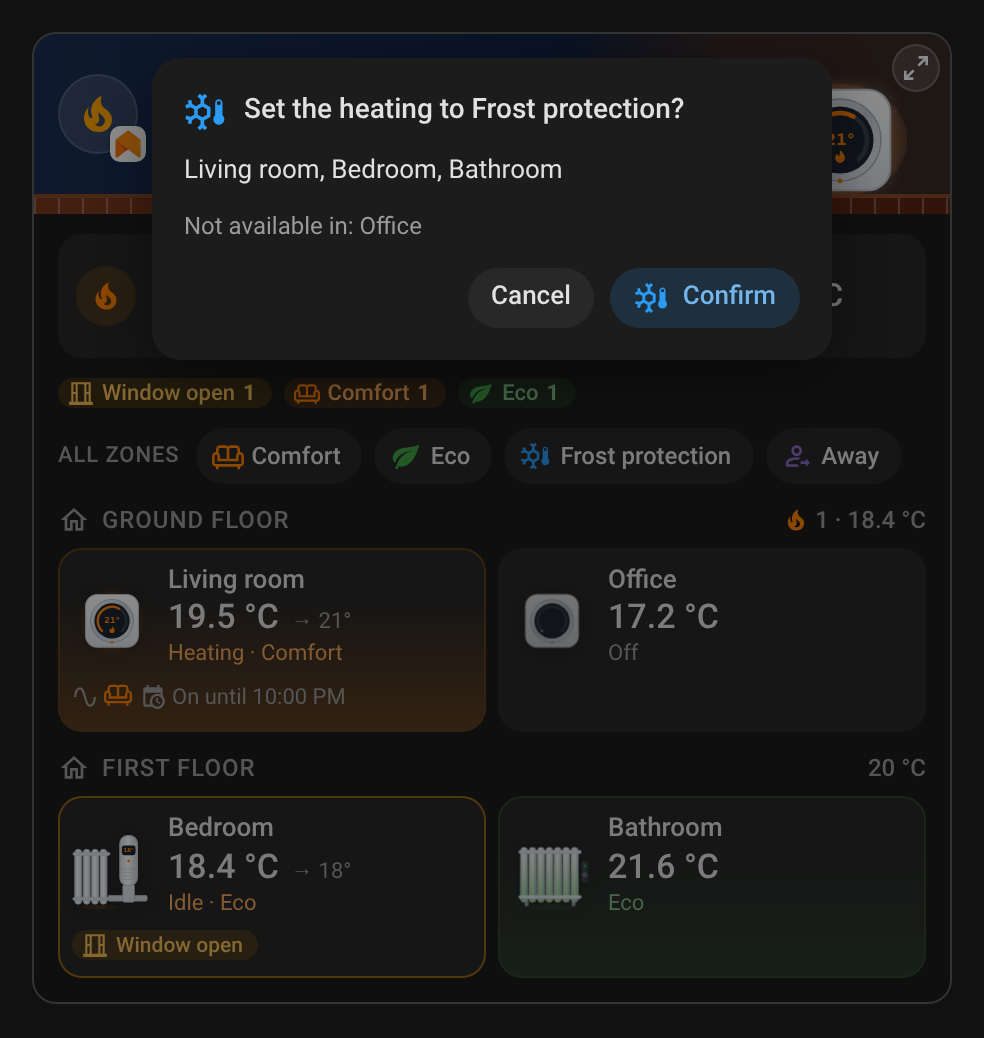 Set the heating to Frost protection?
Living room, Bedroom, Bathroom
Not available in: Office
Cancel
Confirm
21°
C
Window open 1
Comfort 1
Eco 1
ALL ZONES
Comfort
Eco
Frost protection
Away
GROUND FLOOR
1 · 18.4 °C
Living room
19.5 °C → 21°
Heating · Comfort
21°
On until 10:00 PM
Office
17.2 °C
Off
FIRST FLOOR
20 °C
Bedroom
18.4 °C → 18°
Idle · Eco
18°
Window open
Bathroom
21.6 °C
Eco